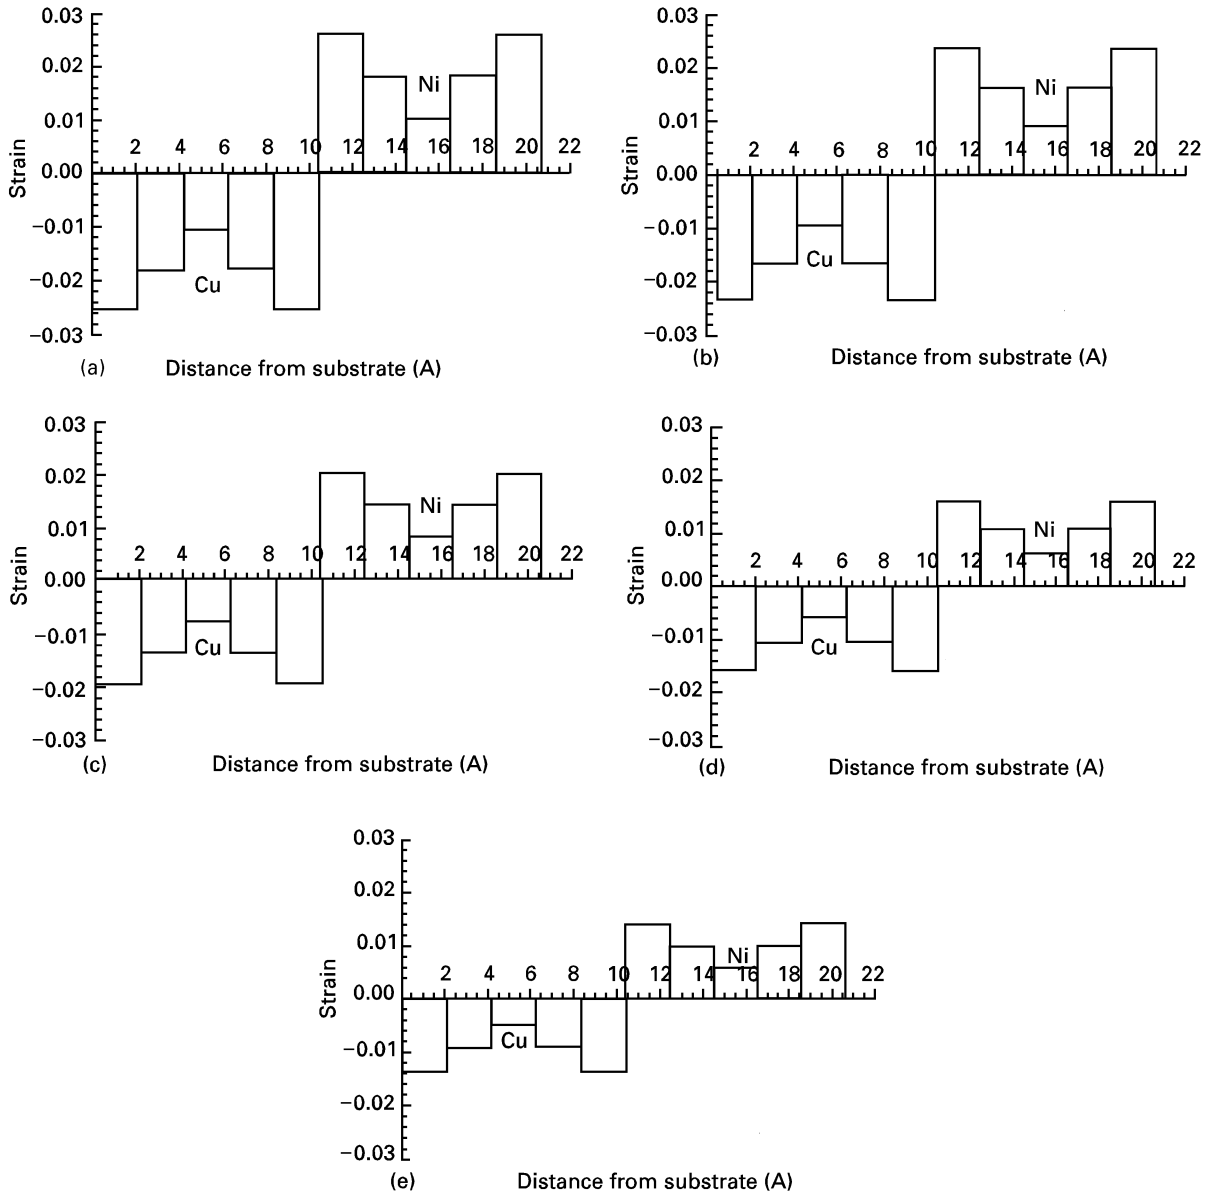 0.03
0.02
0.01
0.00
−0.01
−0.02
−0.03
Strain
2 4 6 8 10 12 14 16 18 20 22
Ni
Cu
(a) Distance from substrate (A)
0.03
0.02
0.01
0.00
−0.01
−0.02
−0.03
Strain
2 4 6 8 10 12 14 16 18 20 22
Ni
Cu
(b) Distance from substrate (A)
0.03
0.02
0.01
0.00
−0.01
−0.02
−0.03
Strain
2 4 6 8 10 12 14 16 18 20 22
Ni
Cu
(c) Distance from substrate (A)
0.03
0.02
0.01
0.00
−0.01
−0.02
−0.03
Strain
2 4 6 8 10 12 14 16 18 20 22
Ni
Cu
(d) Distance from substrate (A)
0.03
0.02
0.01
0.00
−0.01
−0.02
−0.03
Strain
2 4 6 8 10 12 14 16 18 20 22
Ni
Cu
(e) Distance from substrate (A)